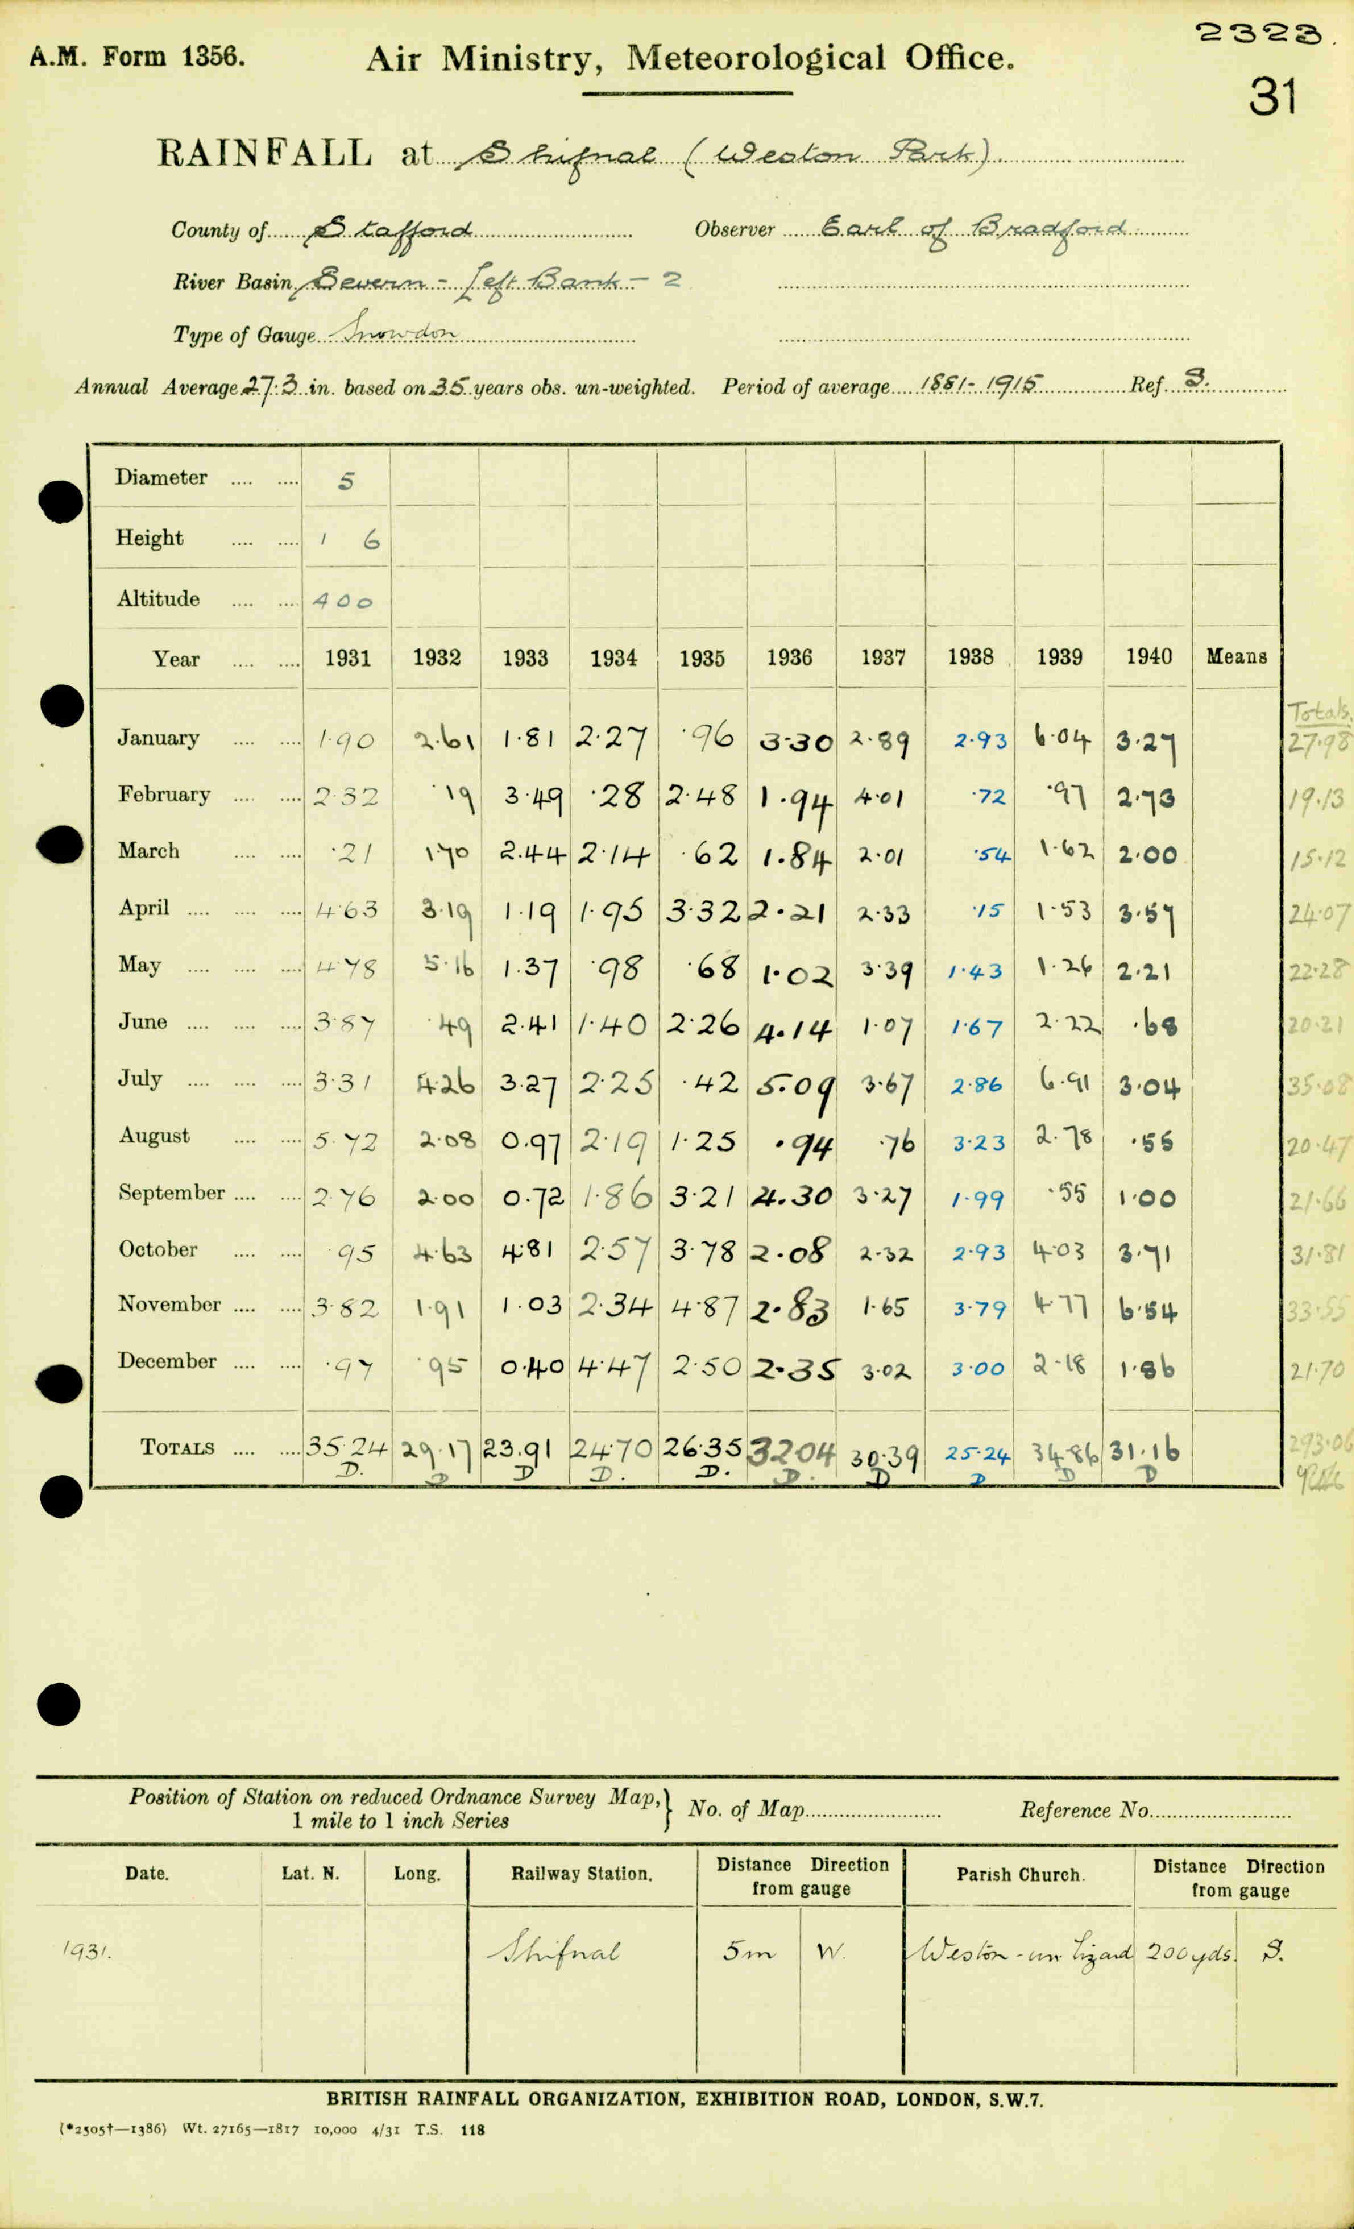 2323.
A.M. Form 1356. Air Ministry, Meteorological Office.
31
RAINFALL at Shifnal (Weston Park)
County of Stafford Observer Earl of Bradford
River Basin Severn - Left Bank - 2
Type of Gauge Snowdon
Annual Average 27.3 in. based on 35 years obs. un-weighted. Period of average 1881-1915 Ref. S.
Diameter .... .... 5
Height .... .... 1 6
Altitude .... .... 400
Year .... .... 1931 1932 1933 1934 1935 1936 1937 1938 1939 1940 Means
Totals.
January .... .... 1.90 2.61 1.81 2.27 .96 3.30 2.89 2.93 6.04 3.27 27.98
February .... .... 2.32 .19 3.49 .28 2.48 1.94 4.01 .72 .97 2.73 19.13
March .... .... .21 1.70 2.44 2.14 .62 1.84 2.01 .54 1.62 2.00 15.12
April .... .... .... 4.63 3.19 1.19 1.95 3.32 2.21 2.33 .15 1.53 3.57 24.07
May .... .... .... 4.78 5.16 1.37 .98 .68 1.02 3.39 1.43 1.26 2.21 22.28
June .... .... .... 3.87 .49 2.41 1.40 2.26 4.14 1.07 1.67 2.22 .68 20.21
July .... .... .... 3.31 4.26 3.27 2.25 .42 5.09 3.67 2.86 6.91 3.04 35.08
August .... .... 5.72 2.08 0.97 2.19 1.25 .94 .76 3.23 2.78 .55 20.47
September .... .... 2.76 2.00 0.72 1.86 3.21 4.30 3.27 1.99 .55 1.00 21.66
October .... .... .95 4.63 4.81 2.57 3.78 2.08 2.32 2.93 4.03 3.71 31.81
November .... .... 3.82 1.91 1.03 2.34 4.87 2.83 1.65 3.79 4.77 6.54 33.55
December .... .... .97 .95 0.40 4.47 2.50 2.35 3.02 3.00 2.18 1.86 21.70
TOTALS .... .... 35.24 29.17 23.91 24.70 26.35 32.04 30.39 25.24 34.86 31.16 293.06
D. D D D. D. D. D D D D
Position of Station on reduced Ordnance Survey Map,} No. of Map Reference No.
1 mile to 1 inch Series
Date. Lat. N. Long. Railway Station. Distance Direction from gauge Parish Church. Distance Direction from gauge
1931. Shifnal 5m W. Weston-un Lizard 200yds. S.
BRITISH RAINFALL ORGANIZATION, EXHIBITION ROAD, LONDON, S.W.7.
(*2505†—1386) Wt. 27165—1817 10,000 4/31 T.S. 118